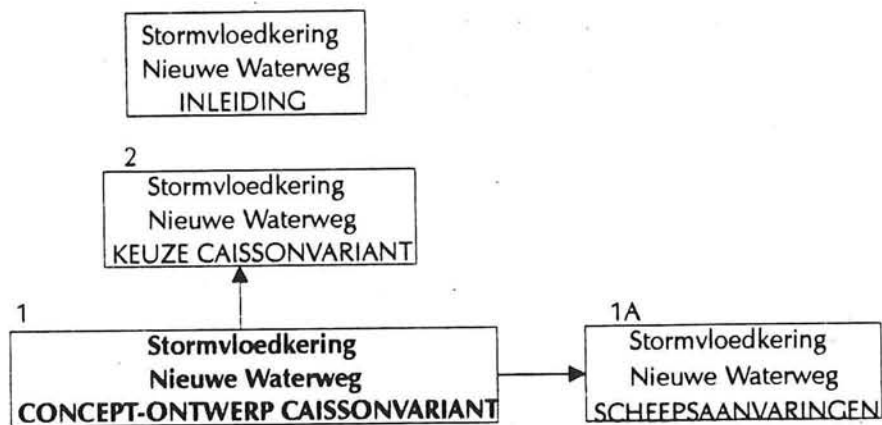 Stormvloedkering
Nieuwe Waterweg
INLEIDING
2
Stormvloedkering
Nieuwe Waterweg
KEUZE CAISSONVARIANT
1
Stormvloedkering
Nieuwe Waterweg
CONCEPT-ONTWERP CAISSONVARIANT
1A
Stormvloedkering
Nieuwe Waterweg
SCHEEPSAANVARINGEN